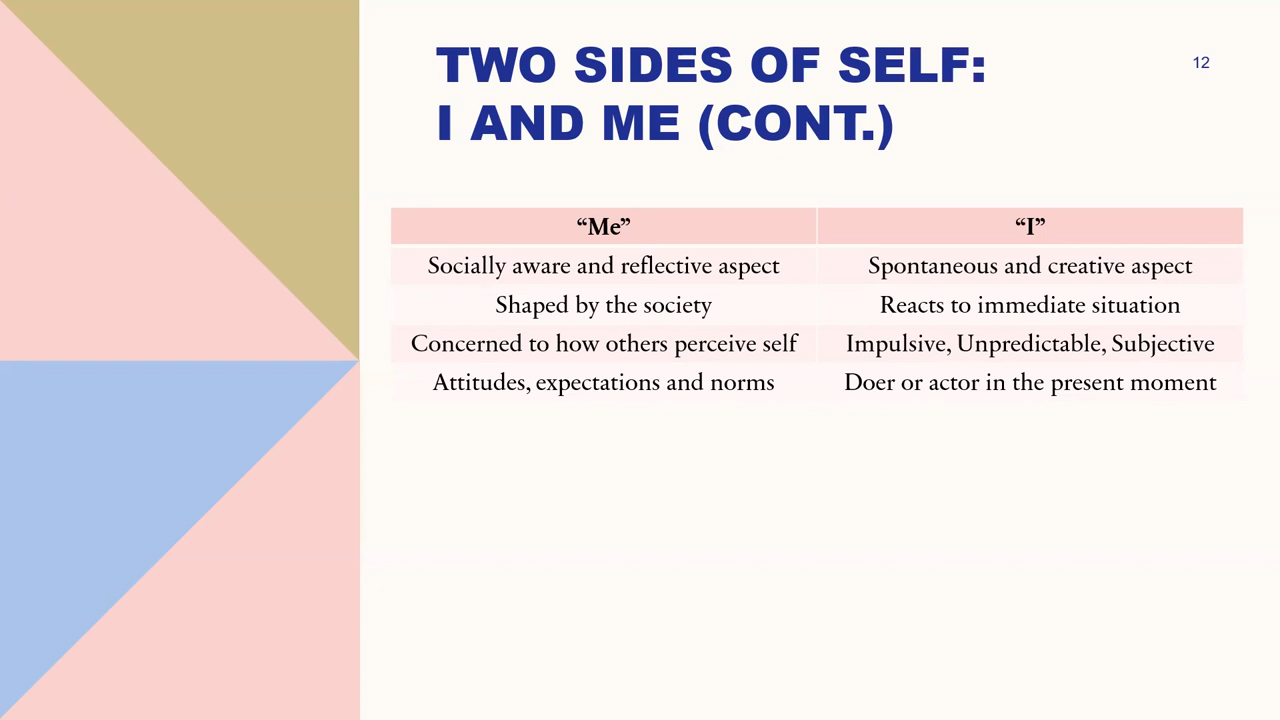 TWO SIDES OF SELF:
I AND ME (CONT.)
12
“Me” “I”
Socially aware and reflective aspect Spontaneous and creative aspect
Shaped by the society Reacts to immediate situation
Concerned to how others perceive self Impulsive, Unpredictable, Subjective
Attitudes, expectations and norms Doer or actor in the present moment